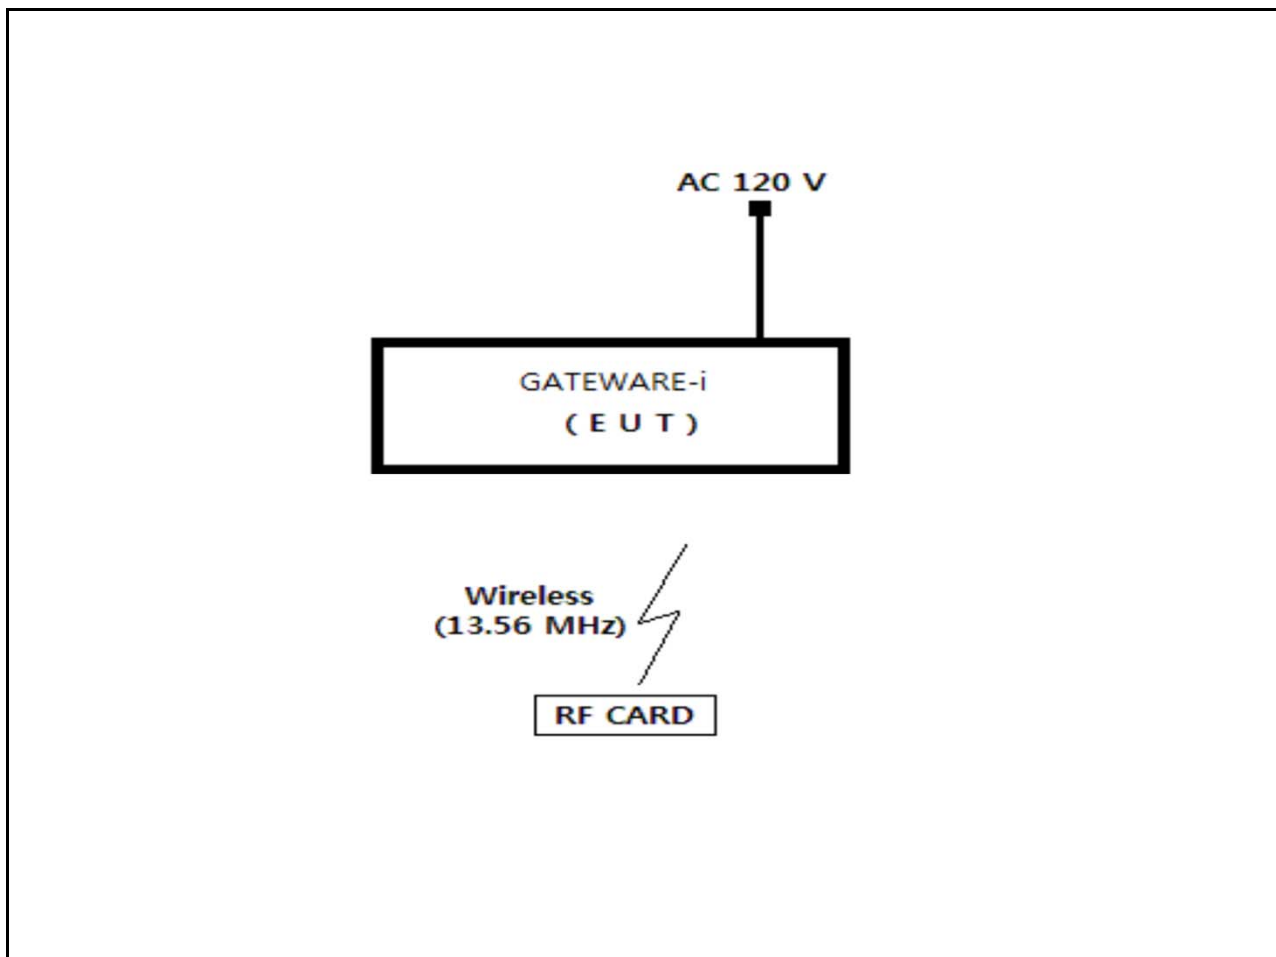 AC 120 V
GATEWARE-i
( E U T )
Wireless
(13.56 MHz)
RF CARD